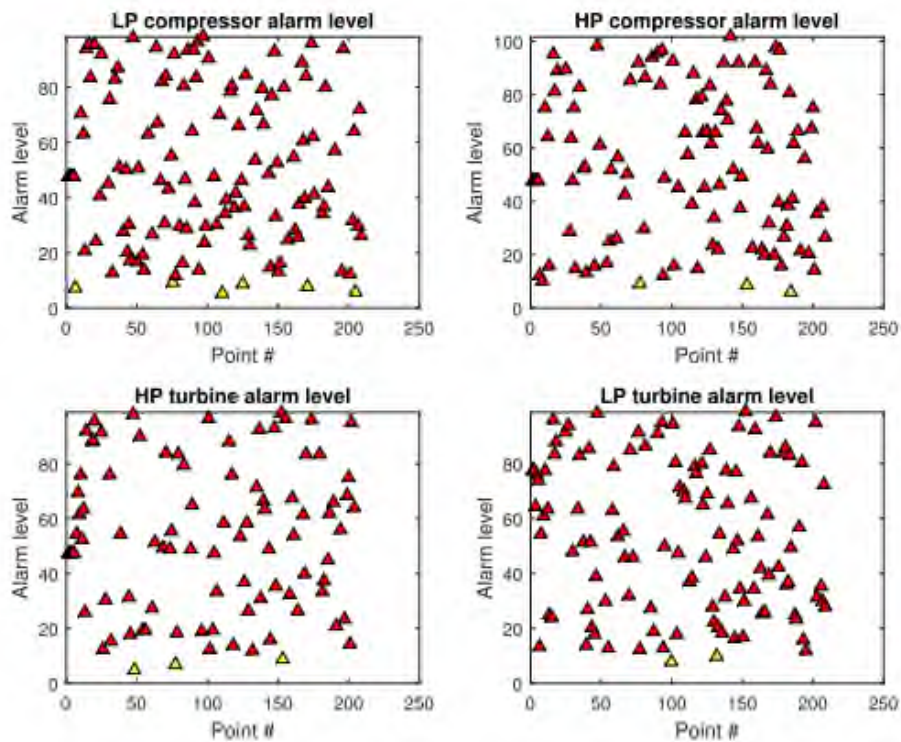 LP compressor alarm level
HP compressor alarm level
Alarm level
80
60
40
20
0
0 50 100 150 200 250
Point #
Alarm level
100
80
60
40
20
0
0 50 100 150 200 250
Point #
HP turbine alarm level
LP turbine alarm level
Alarm level
80
60
40
20
0
0 50 100 150 200 250
Point #
Alarm level
80
60
40
20
0
0 50 100 150 200 250
Point #